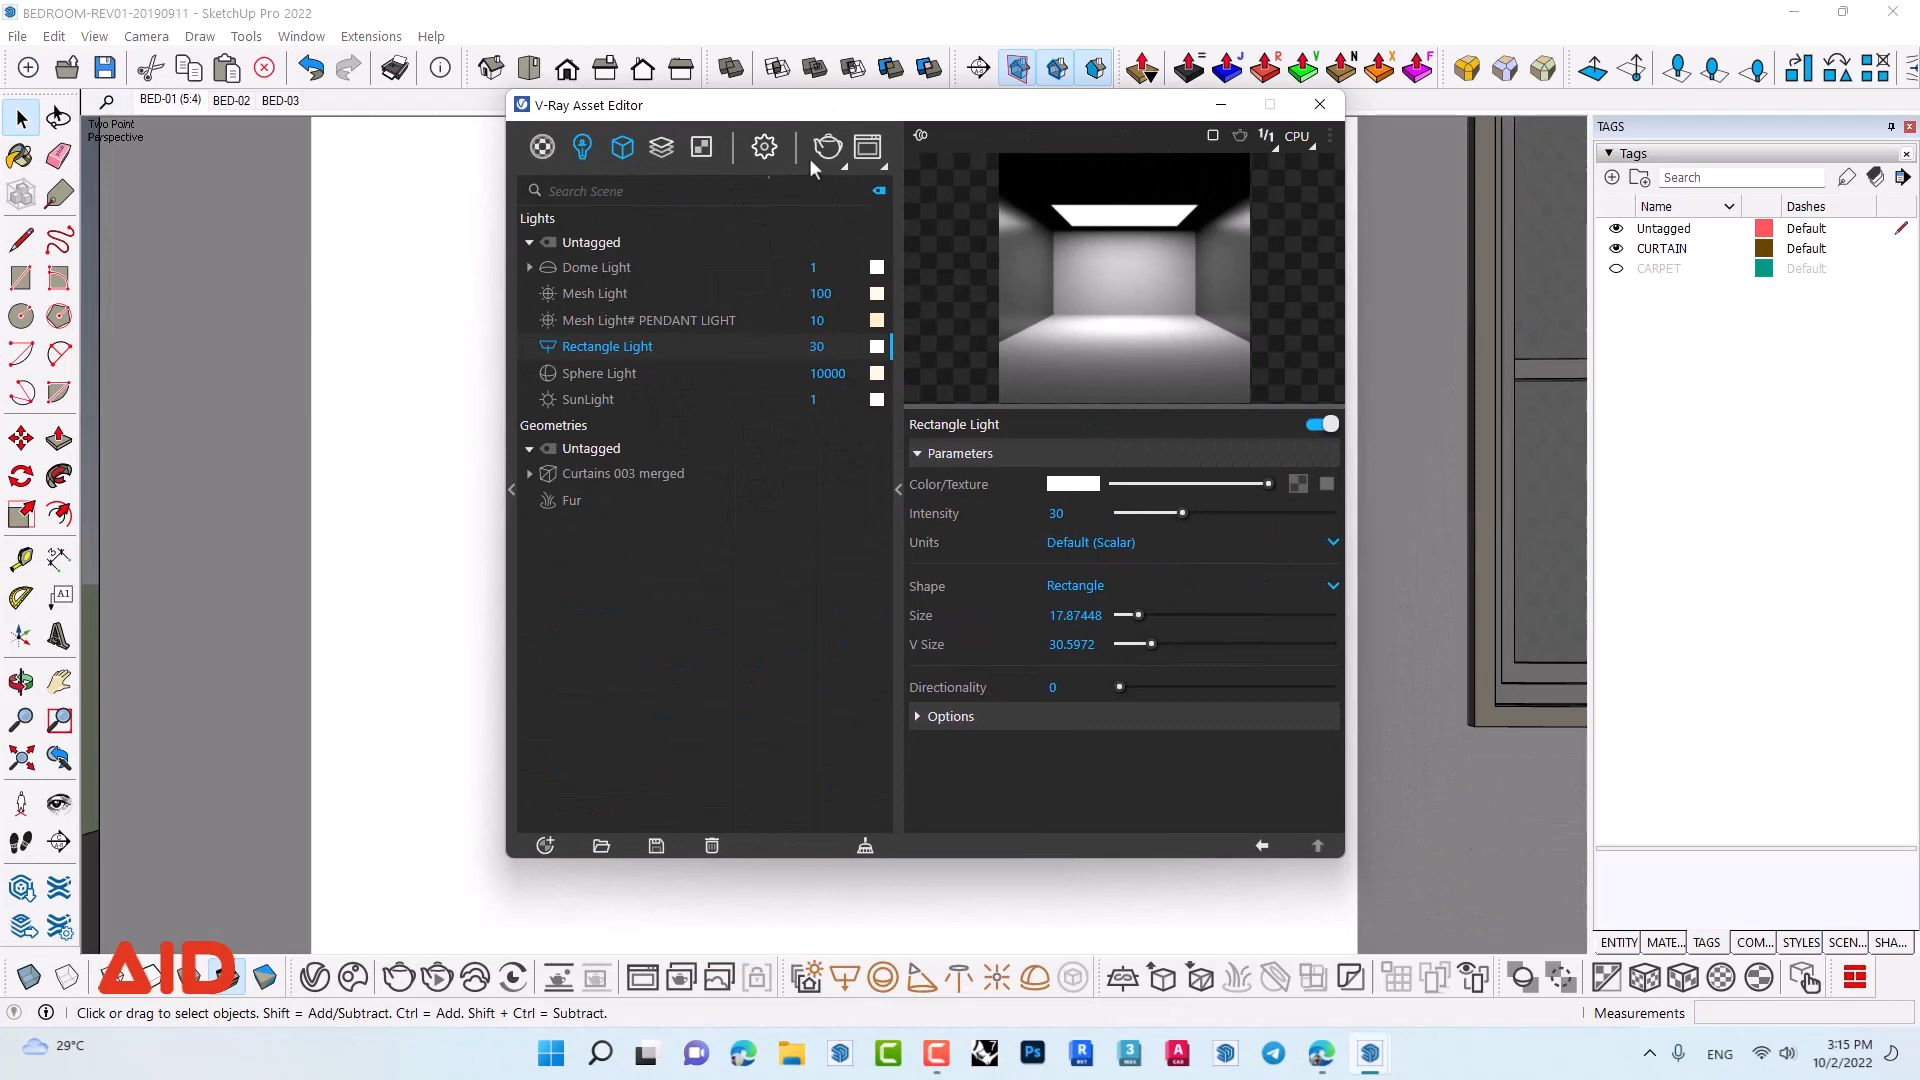 BEDROOM-REV01-20190911 - SketchUp Pro 2022
File Edit View Camera Draw Tools Window Extensions Help
BED-01 (5:4) BED-02 BED-03
Two Point
Perspective
V-Ray Asset Editor
1/1 CPU
Search Scene
Lights
Untagged
Dome Light 1
Mesh Light 100
Mesh Light# PENDANT LIGHT 10
Rectangle Light 30
Sphere Light 10000
SunLight 1
Geometries
Untagged
Curtains 003 merged
Fur
Rectangle Light
Parameters
Color/Texture
Intensity 30
Units Default (Scalar)
Shape Rectangle
Size 17.87448
V Size 30.5972
Directionality 0
Options
TAGS
Tags
Search
Name Dashes
Untagged Default
CURTAIN Default
CARPET Default
ENTITY MATE... TAGS COM... STYLES SCEN... SHA...
AID
Click or drag to select objects. Shift = Add/Subtract. Ctrl = Add. Shift + Ctrl = Subtract.
Measurements
29°C
ENG
3:15 PM
10/2/2022